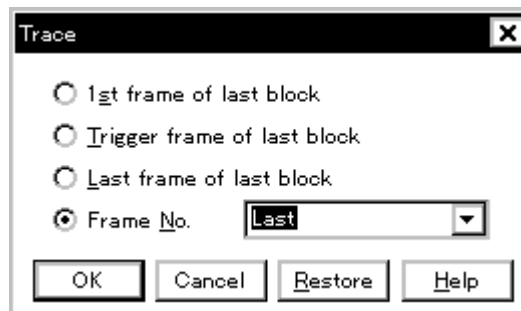 Trace
1st frame of last block
Trigger frame of last block
Last frame of last block
Frame No. Last
OK Cancel Restore Help